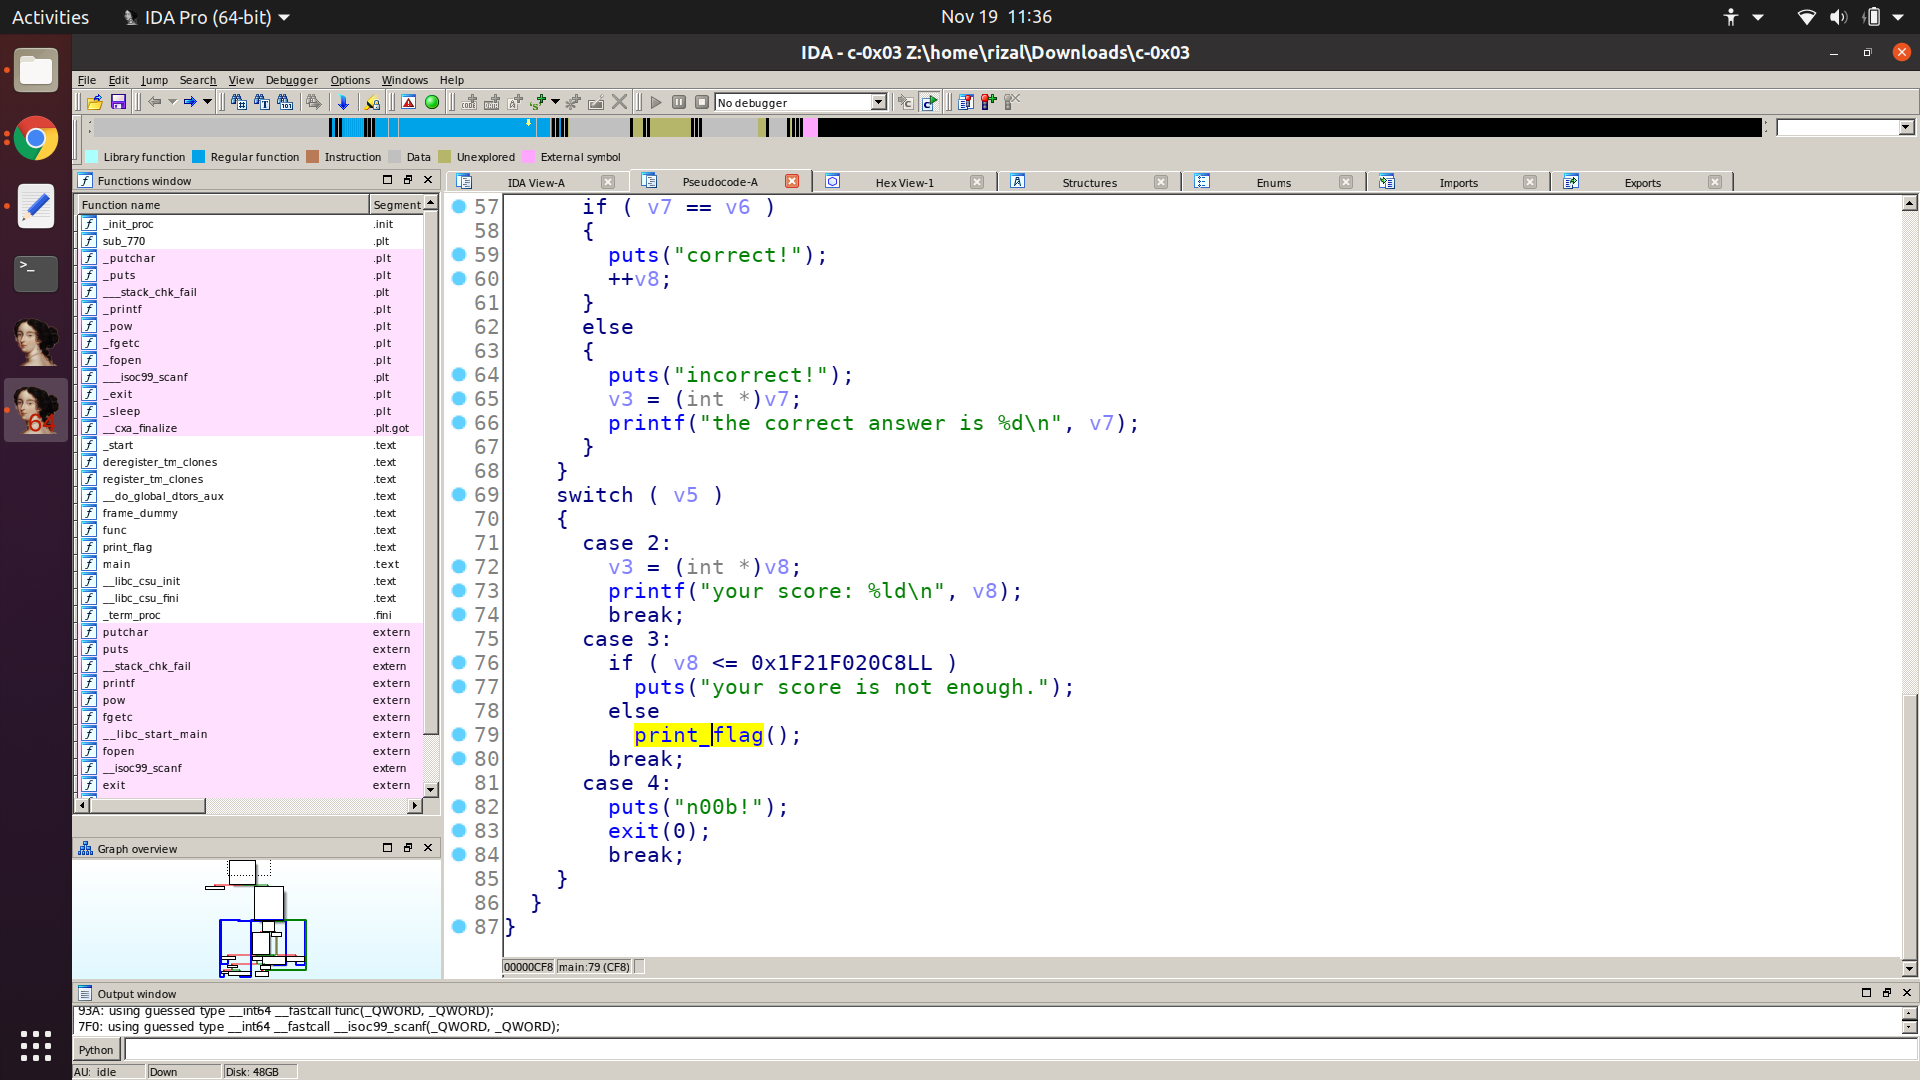 Activities
IDA Pro (64-bit)
Nov 19 11:36
IDA - c-0x03 Z:\home\rizal\Downloads\c-0x03
File Edit Jump Search View Debugger Options Windows Help
No debugger
Library function Regular function Instruction Data Unexplored External symbol
Functions window
IDA View-A Pseudocode-A Hex View-1 Structures Enums Imports Exports
Function name Segment
_init_proc .init
sub_770 .plt
_putchar .plt
_puts .plt
___stack_chk_fail .plt
_printf .plt
_pow .plt
_fgetc .plt
_fopen .plt
___isoc99_scanf .plt
_exit .plt
_sleep .plt
__cxa_finalize .plt.got
_start .text
deregister_tm_clones .text
register_tm_clones .text
__do_global_dtors_aux .text
frame_dummy .text
func .text
print_flag .text
main .text
__libc_csu_init .text
__libc_csu_fini .text
_term_proc .fini
putchar extern
puts extern
__stack_chk_fail extern
printf extern
pow extern
fgetc extern
__libc_start_main extern
fopen extern
__isoc99_scanf extern
exit extern
Graph overview
57 if ( v7 == v6 )
58 {
59 puts("correct!");
60 ++v8;
61 }
62 else
63 {
64 puts("incorrect!");
65 v3 = (int *)v7;
66 printf("the correct answer is %d\n", v7);
67 }
68 }
69 switch ( v5 )
70 {
71 case 2:
72 v3 = (int *)v8;
73 printf("your score: %ld\n", v8);
74 break;
75 case 3:
76 if ( v8 <= 0x1F21F020C8LL )
77 puts("your score is not enough.");
78 else
79 print_flag();
80 break;
81 case 4:
82 puts("n00b!");
83 exit(0);
84 break;
85 }
86 }
87 }
00000CF8 main:79 (CF8)
Output window
93A: using guessed type __int64 __fastcall func(_QWORD, _QWORD);
7F0: using guessed type __int64 __fastcall __isoc99_scanf(_QWORD, _QWORD);
Python
AU: idle Down Disk: 48GB
64